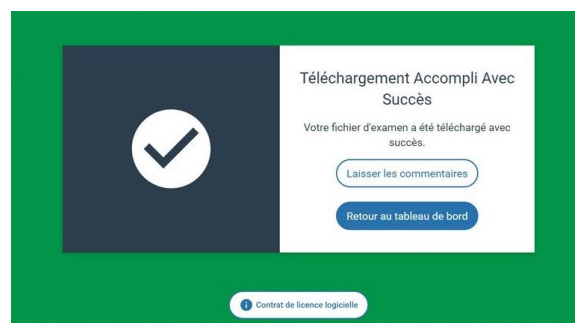 Téléchargement Accompli Avec
Succès
Votre fichier d'examen a été téléchargé avec
succès.
Laisser les commentaires
Retour au tableau de bord
Contrat de licence logicielle